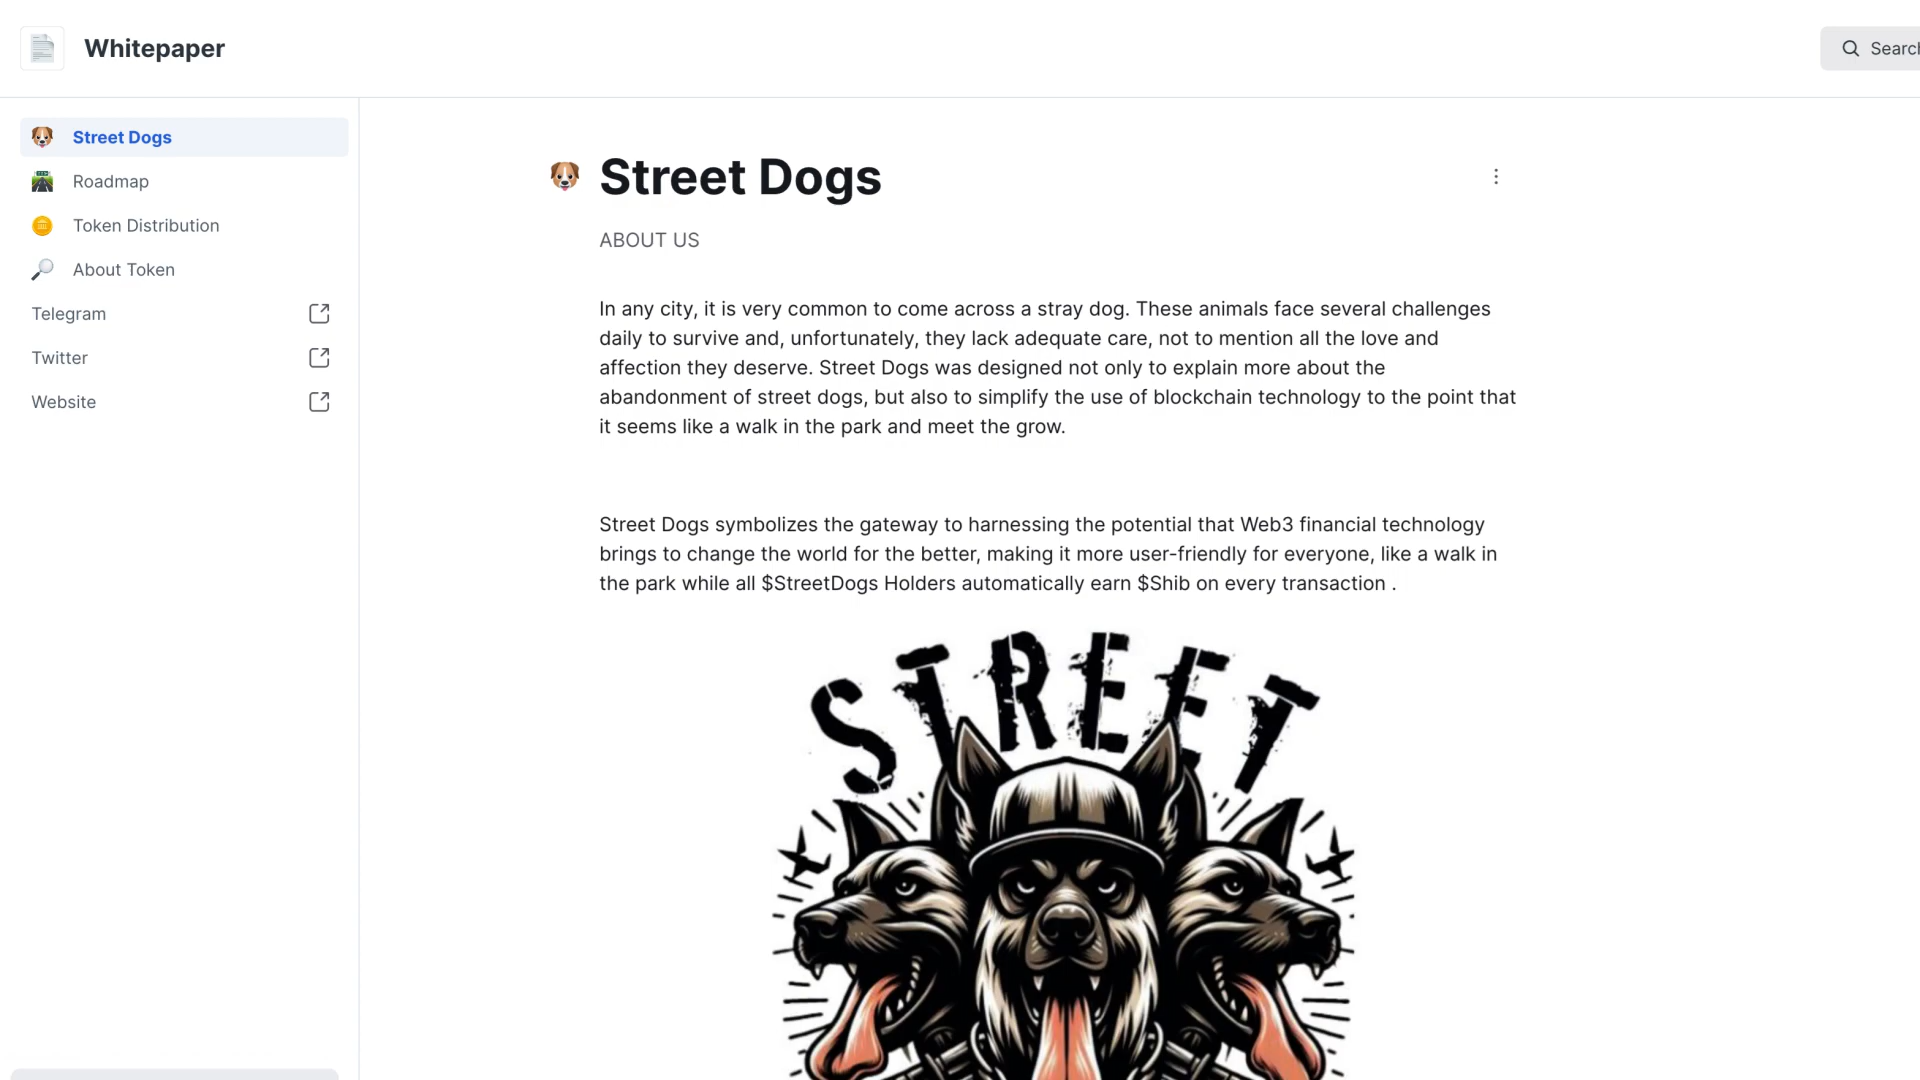 Whitepaper
Search
Street Dogs
Roadmap
Token Distribution
About Token
Telegram
Twitter
Website
Street Dogs
ABOUT US
In any city, it is very common to come across a stray dog. These animals face several challenges
daily to survive and, unfortunately, they lack adequate care, not to mention all the love and
affection they deserve. Street Dogs was designed not only to explain more about the
abandonment of street dogs, but also to simplify the use of blockchain technology to the point that
it seems like a walk in the park and meet the grow.
Street Dogs symbolizes the gateway to harnessing the potential that Web3 financial technology
brings to change the world for the better, making it more user-friendly for everyone, like a walk in
the park while all $StreetDogs Holders automatically earn $Shib on every transaction .
STREET